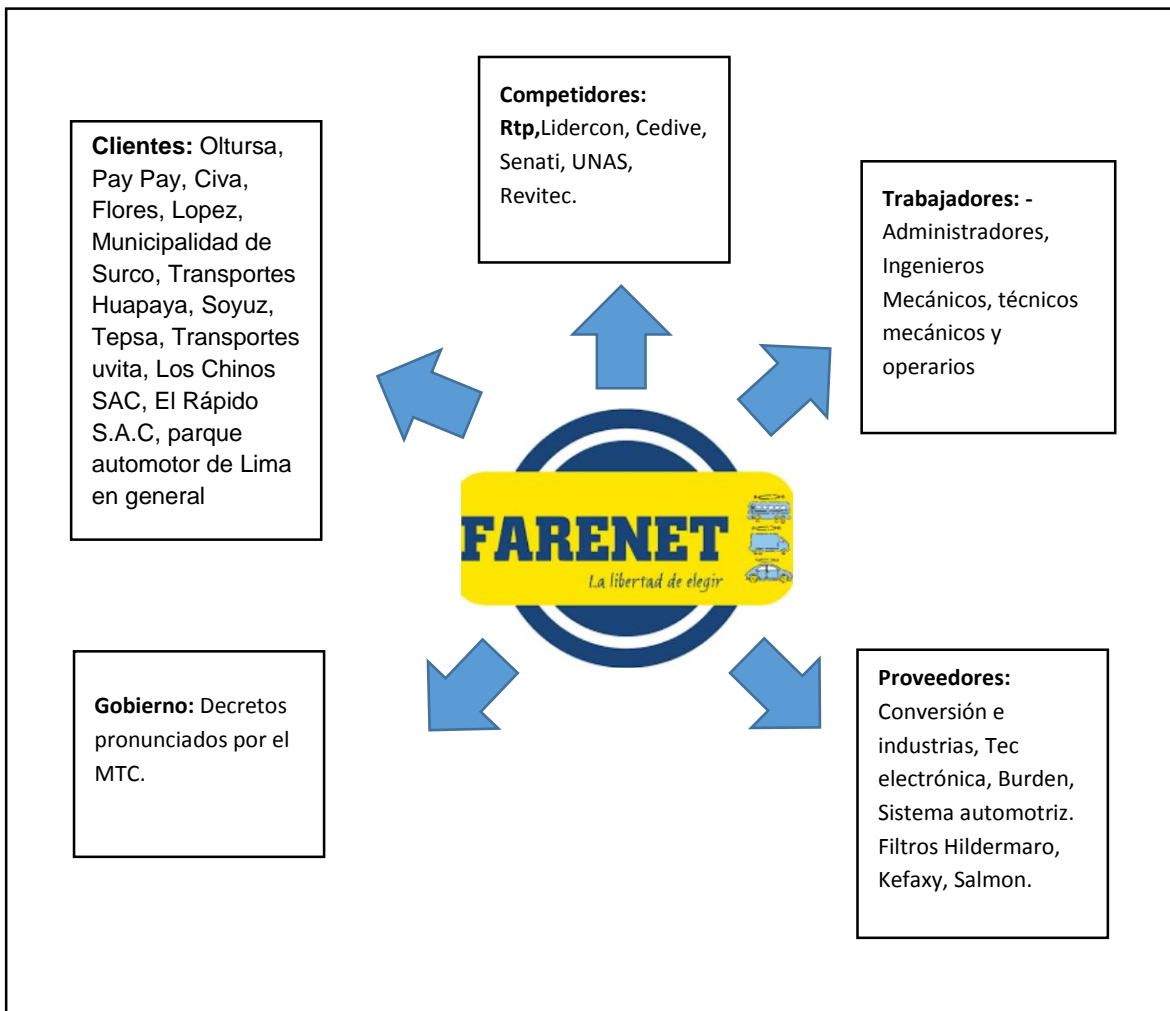 Competidores:
Rtp,Lidercon, Cedive,
Senati, UNAS,
Revitec.
Clientes: Oltursa,
Pay Pay, Civa,
Flores, Lopez,
Municipalidad de
Surco, Transportes
Huapaya, Soyuz,
Tepsa, Transportes
uvita, Los Chinos
SAC, El Rápido
S.A.C, parque
automotor de Lima
en general
Trabajadores: -
Administradores,
Ingenieros
Mecánicos, técnicos
mecánicos y
operarios
FARENET
La libertad de elegir
Gobierno: Decretos
pronunciados por el
MTC.
Proveedores:
Conversión e
industrias, Tec
electrónica, Burden,
Sistema automotriz.
Filtros Hildermaro,
Kefaxy, Salmon.